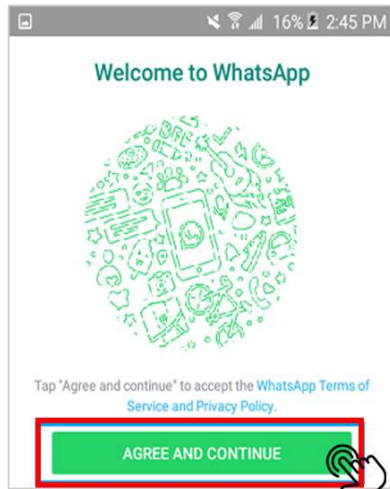 16% 2:45 PM
Welcome to WhatsApp
Tap "Agree and continue" to accept the WhatsApp Terms of
Service and Privacy Policy.
AGREE AND CONTINUE